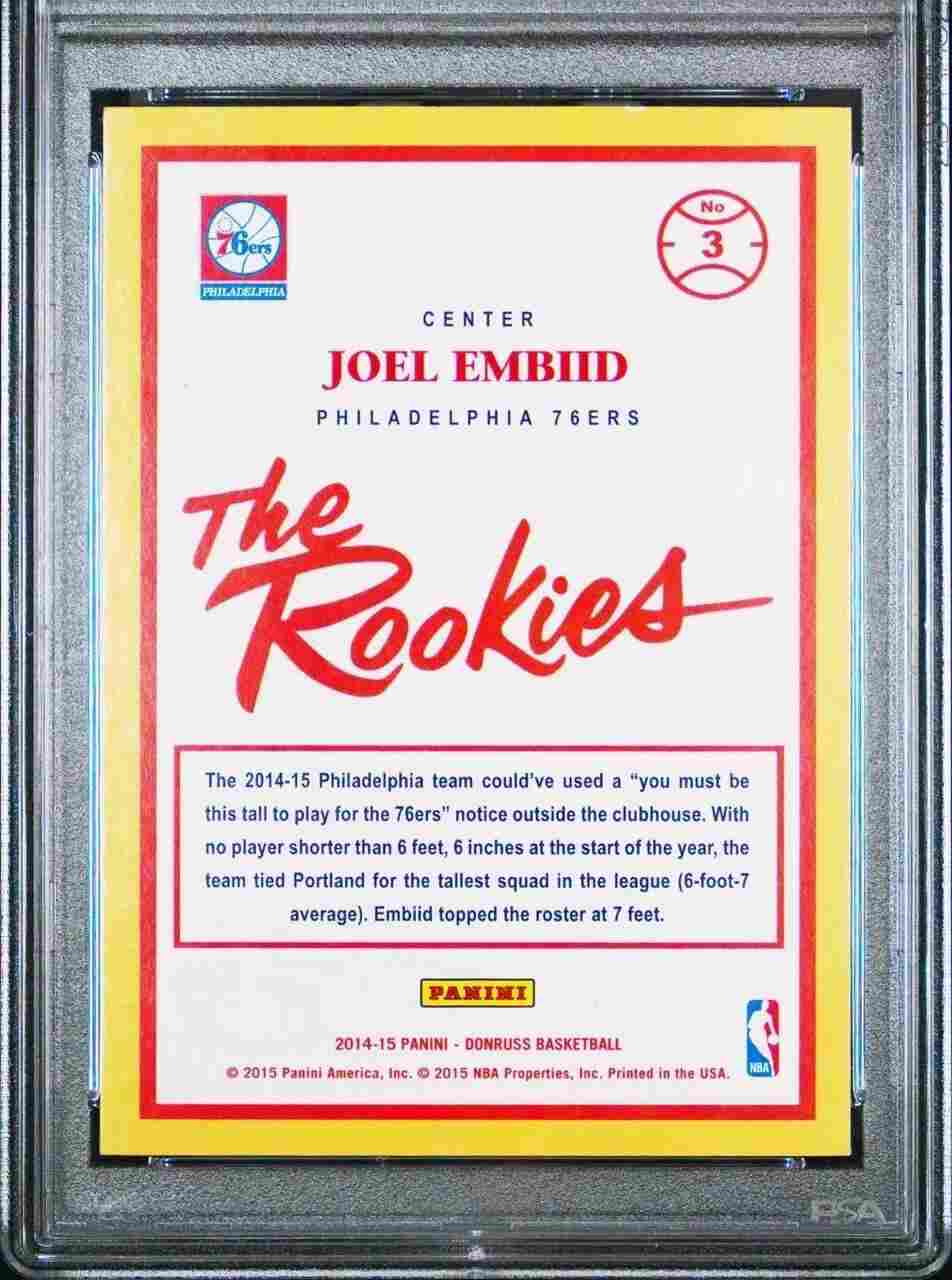 76ers
PHILADELPHIA
No
3
CENTER
JOEL EMBIID
PHILADELPHIA 76ERS
The
Rookies
The 2014-15 Philadelphia team could've used a “you must be
this tall to play for the 76ers” notice outside the clubhouse. With
no player shorter than 6 feet, 6 inches at the start of the year, the
team tied Portland for the tallest squad in the league (6-foot-7
average). Embiid topped the roster at 7 feet.
PANINI
2014-15 PANINI - DONRUSS BASKETBALL
© 2015 Panini America, Inc. © 2015 NBA Properties, Inc. Printed in the USA.
NBA
PSA